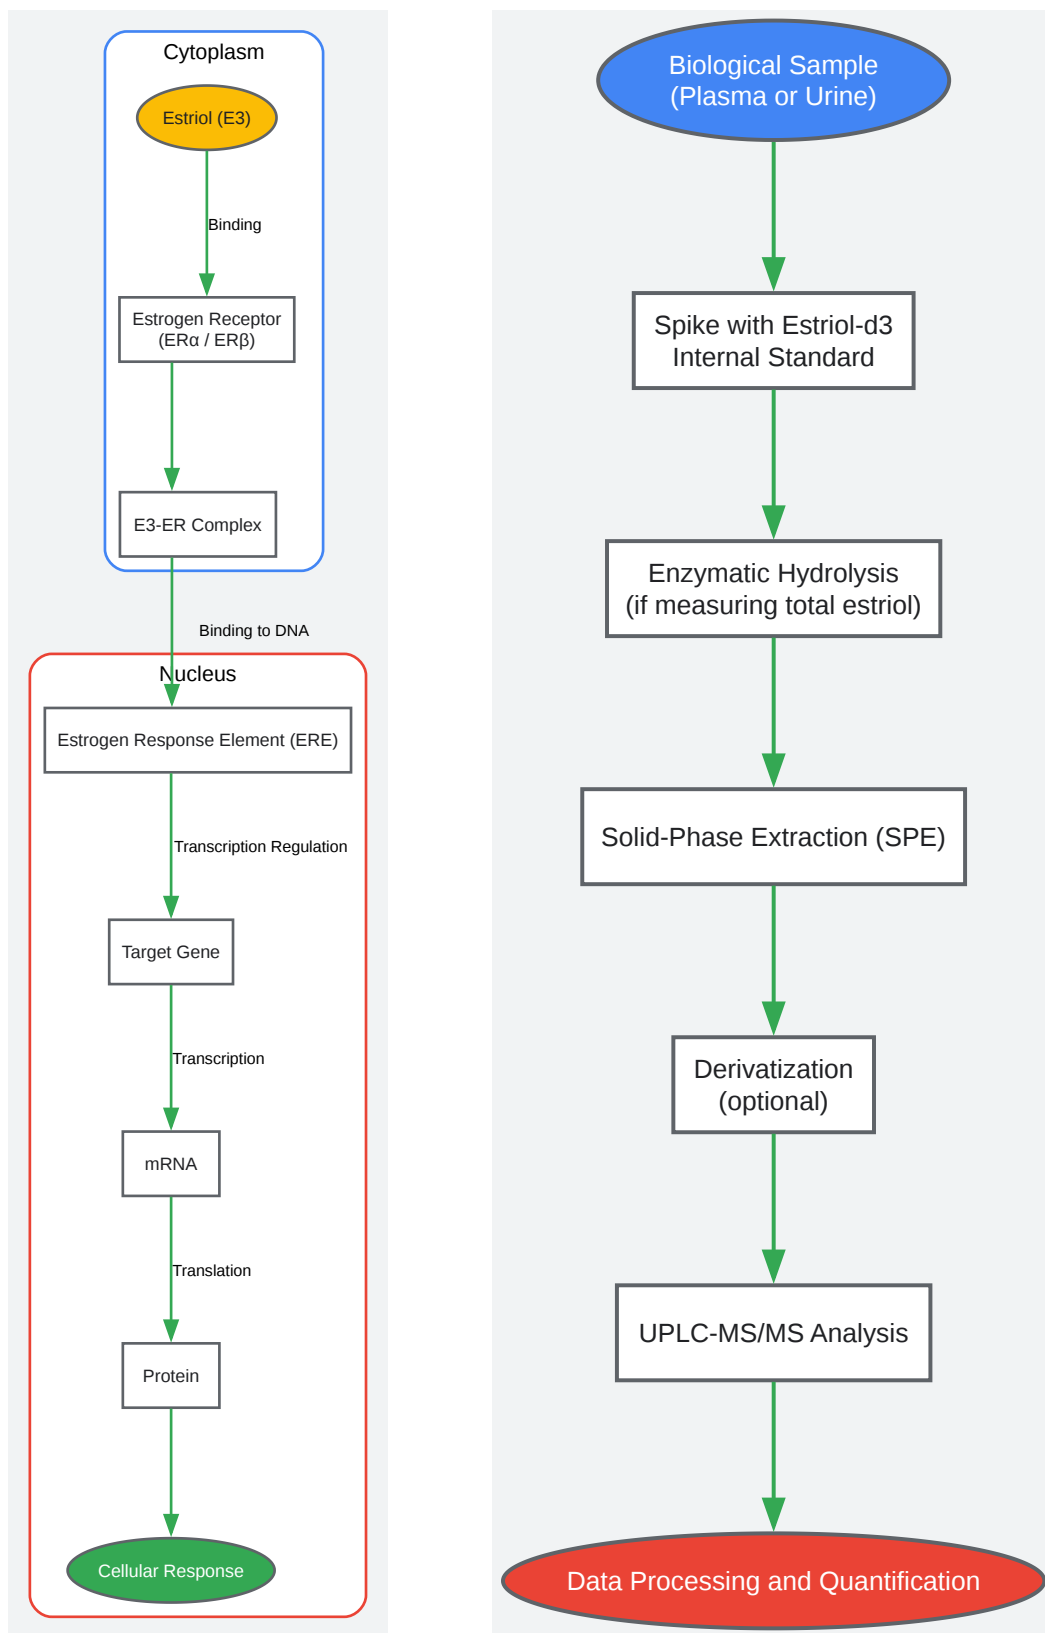 Cytoplasm
Estriol (E3)
Binding
Estrogen Receptor
(ERα / ERβ)
E3-ER Complex
Binding to DNA
Nucleus
Estrogen Response Element (ERE)
Transcription Regulation
Target Gene
Transcription
mRNA
Translation
Protein
Cellular Response
Biological Sample
(Plasma or Urine)
Spike with Estriol-d3
Internal Standard
Enzymatic Hydrolysis
(if measuring total estriol)
Solid-Phase Extraction (SPE)
Derivatization
(optional)
UPLC-MS/MS Analysis
Data Processing and Quantification